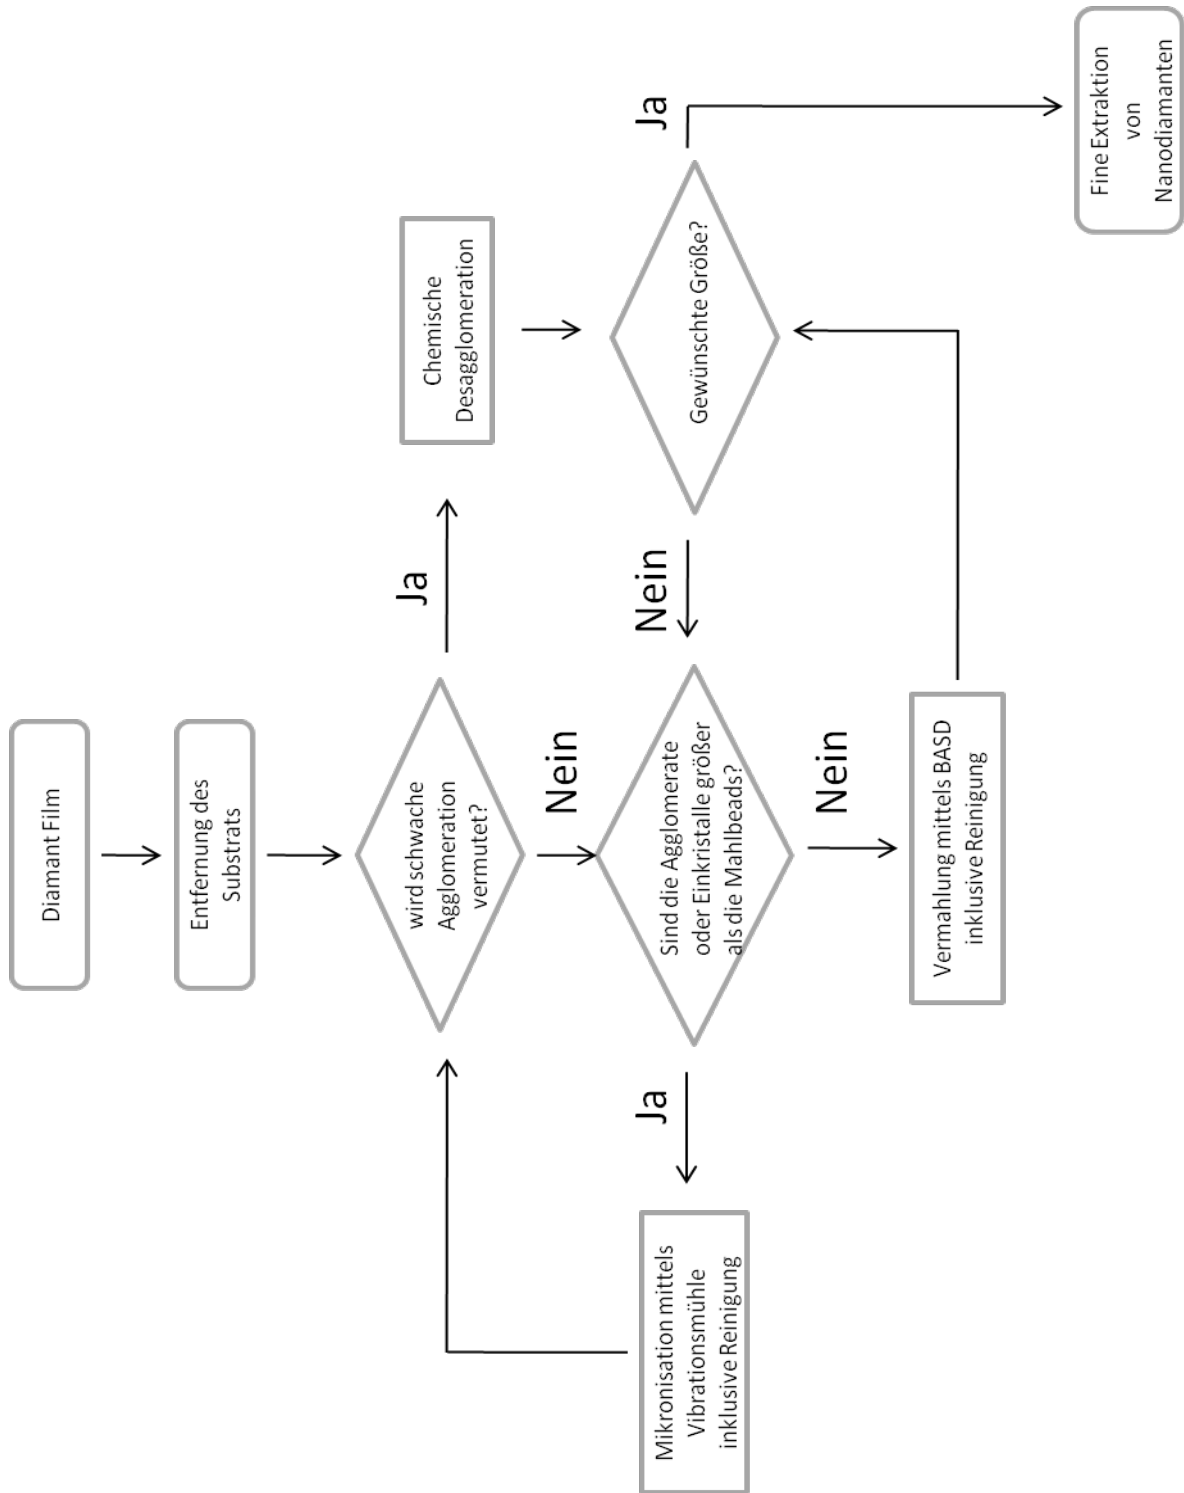 Diamant Film
Entfernung des
Substrats
wird schwache
Agglomeration
vermutet?
Ja
Chemische
Desagglomeration
Nein
Sind die Agglomerate
oder Einkristalle größer
als die Mahlbeads?
Ja
Mikronisation mittels
Vibrationsmühle
inklusive Reinigung
Nein
Vermahlung mittels BASD
inklusive Reinigung
Nein
Gewünschte Größe?
Ja
Fine Extraktion
von
Nanodiamanten